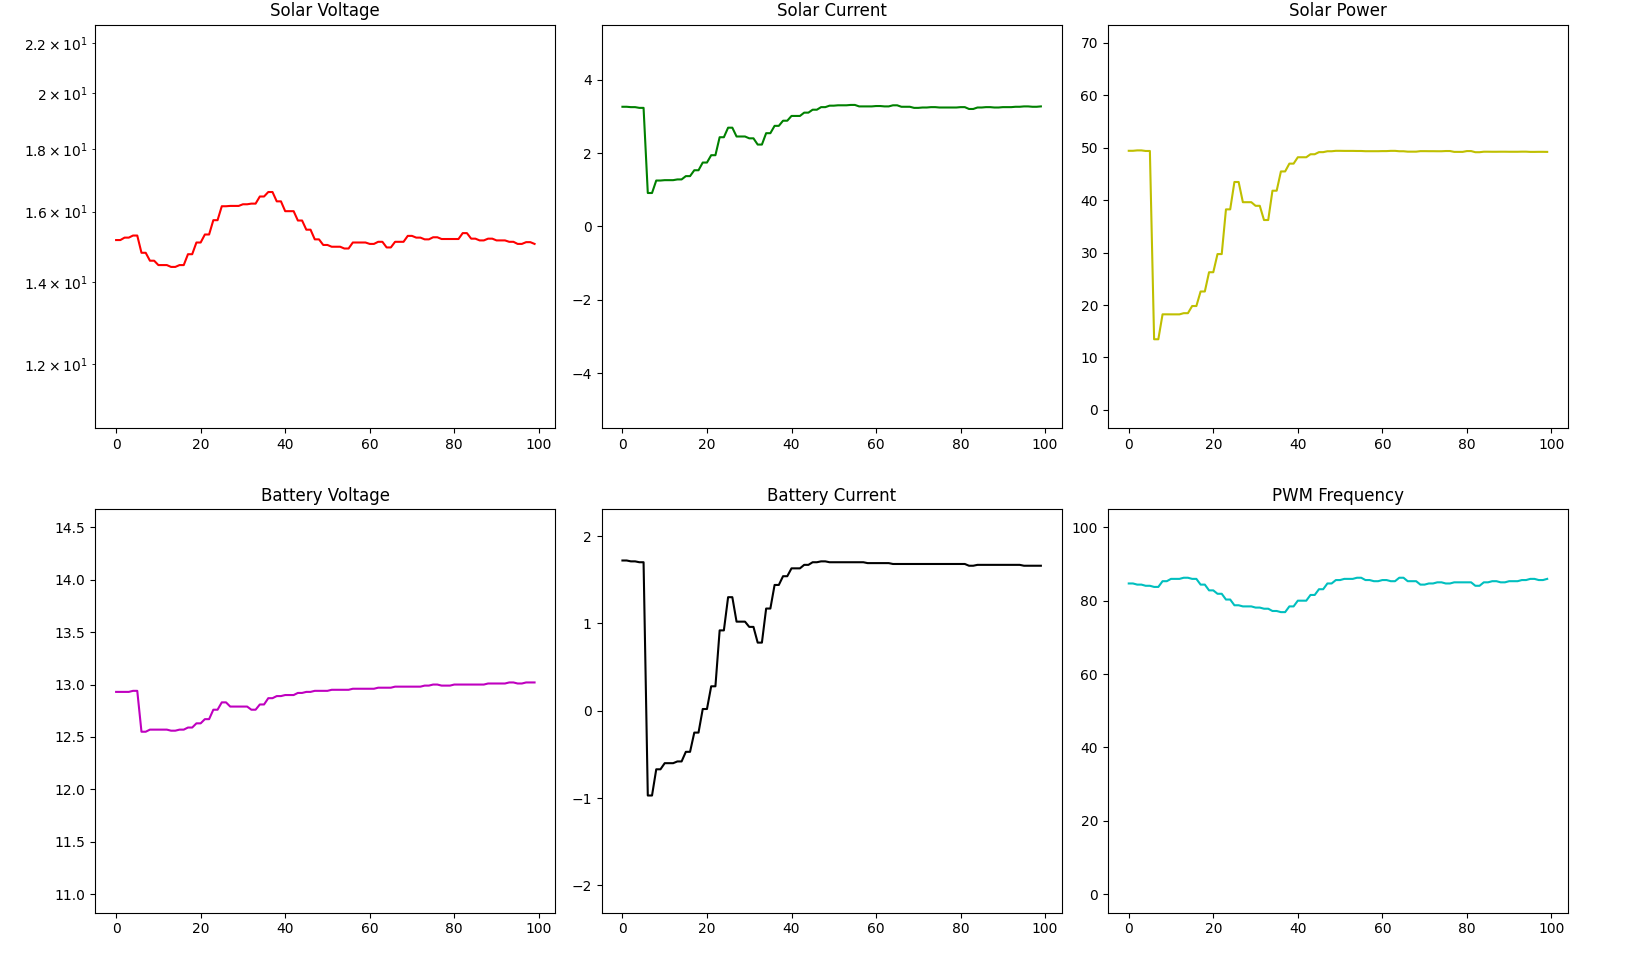 Solar Voltage
2.2 × 10¹
2 × 10¹
1.8 × 10¹
1.6 × 10¹
1.4 × 10¹
1.2 × 10¹
0 20 40 60 80 100
Solar Current
4
2
0
−2
−4
0 20 40 60 80 100
Solar Power
70
60
50
40
30
20
10
0
0 20 40 60 80 100
Battery Voltage
14.5
14.0
13.5
13.0
12.5
12.0
11.5
11.0
0 20 40 60 80 100
Battery Current
2
1
0
−1
−2
0 20 40 60 80 100
PWM Frequency
100
80
60
40
20
0
0 20 40 60 80 100